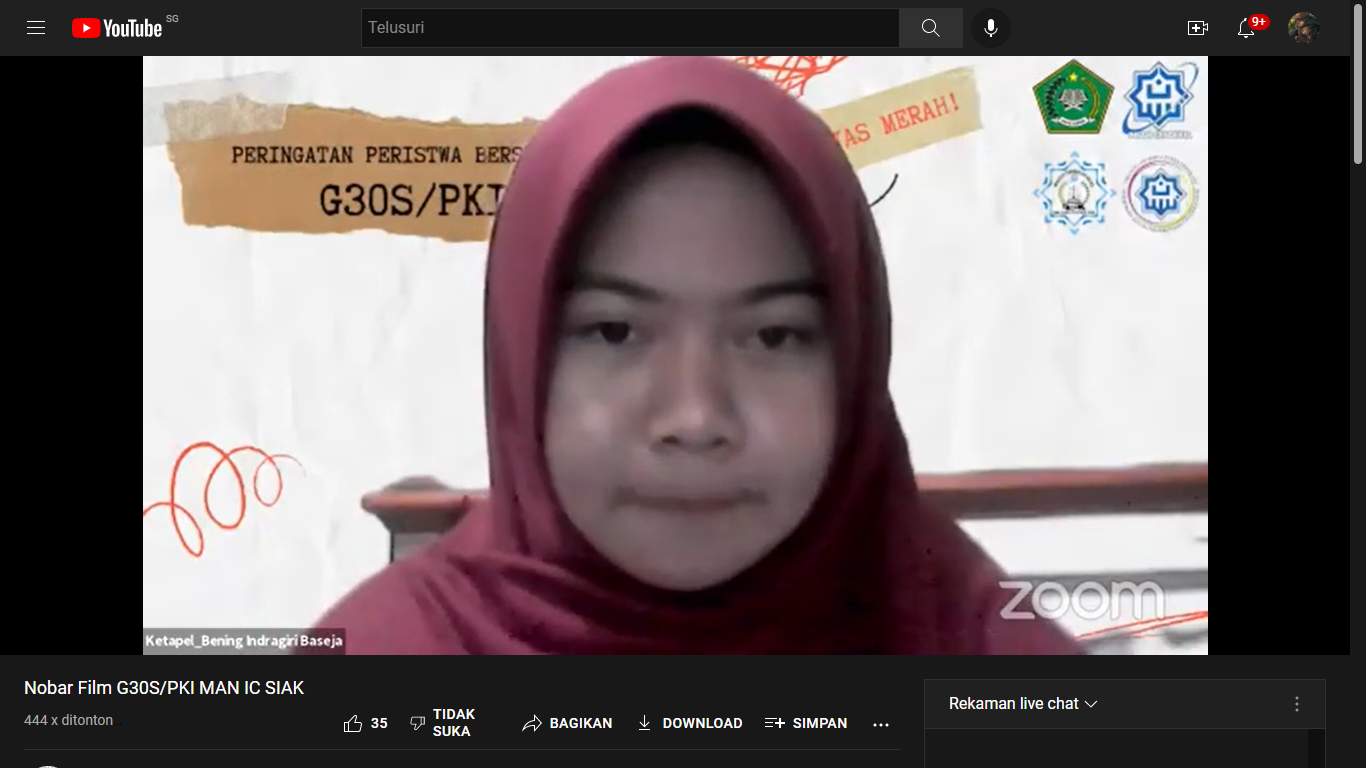 YouTube SG
Telusuri
9+
PERINGATAN PERISTWA BERS
G30S/PKI
TAS MERAH!
zoom
Ketapel_Bening Indragiri Baseja
Nobar Film G30S/PKI MAN IC SIAK
444 x ditonton
35
TIDAK
SUKA
BAGIKAN
DOWNLOAD
SIMPAN
Rekaman live chat